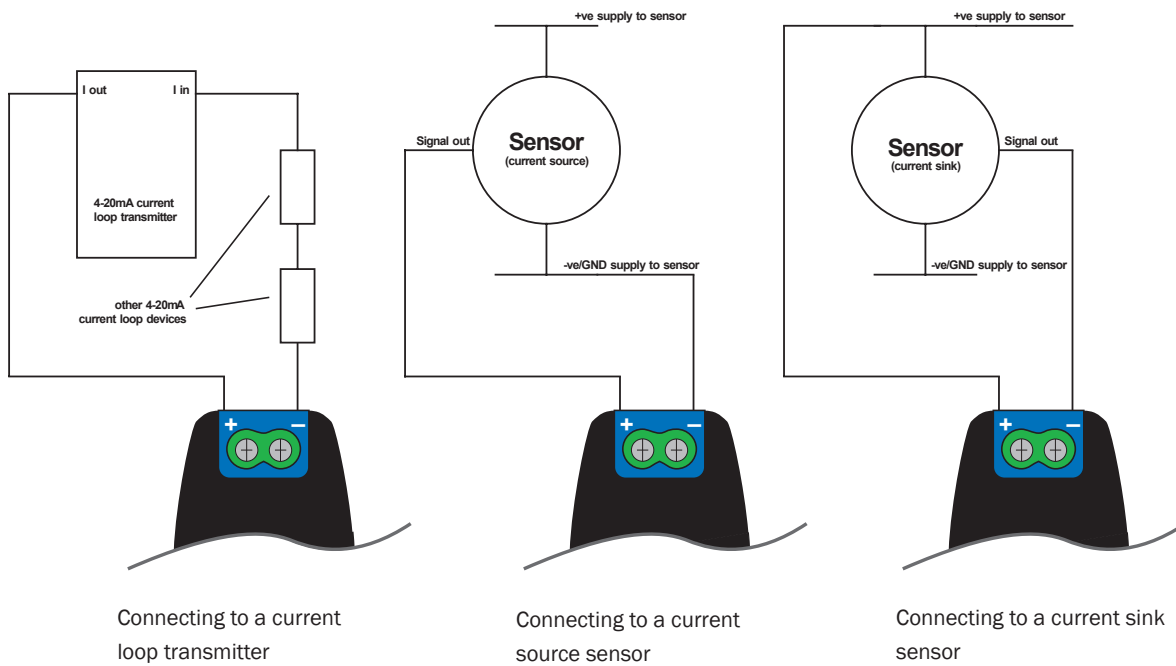 I out
I in
4-20mA current
loop transmitter
other 4-20mA
current loop devices
+
−
Connecting to a current
loop transmitter
+ve supply to sensor
Signal out
Sensor
(current source)
-ve/GND supply to sensor
+
−
Connecting to a current
source sensor
+ve supply to sensor
Sensor
(current sink)
Signal out
-ve/GND supply to sensor
+
−
Connecting to a current sink
sensor